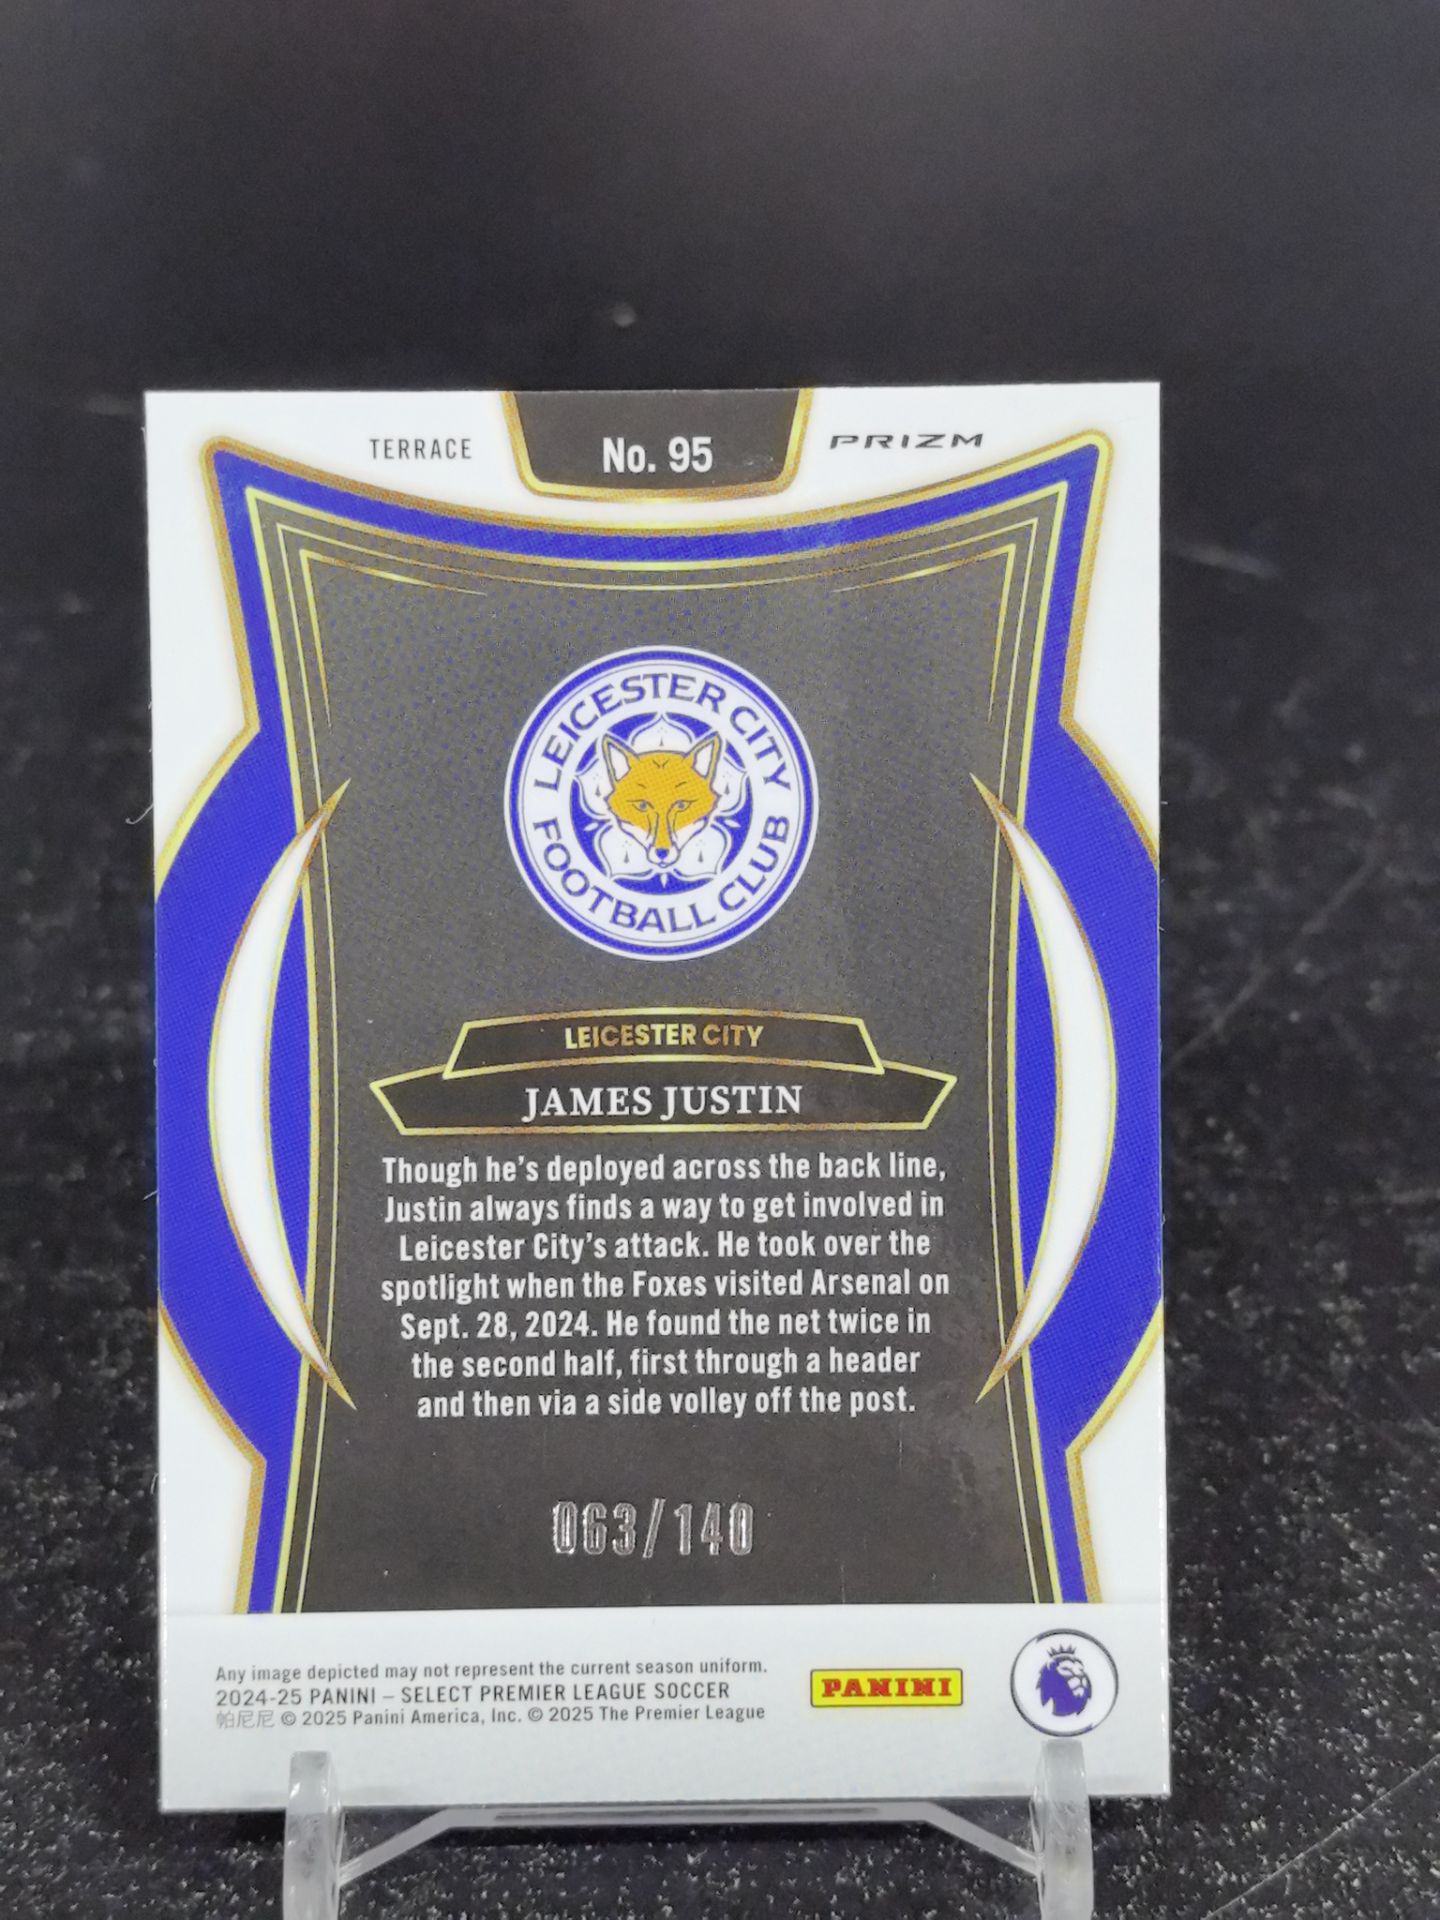 TERRACE
No. 95
PRIZM
LEICESTER CITY
FOOTBALL CLUB
LEICESTER CITY
JAMES JUSTIN
Though he's deployed across the back line,
Justin always finds a way to get involved in
Leicester City's attack. He took over the
spotlight when the Foxes visited Arsenal on
Sept. 28, 2024. He found the net twice in
the second half, first through a header
and then via a side volley off the post.
063/140
Any image depicted may not represent the current season uniform.
2024-25 PANINI – SELECT PREMIER LEAGUE SOCCER
帕尼尼 © 2025 Panini America, Inc. © 2025 The Premier League
PANINI